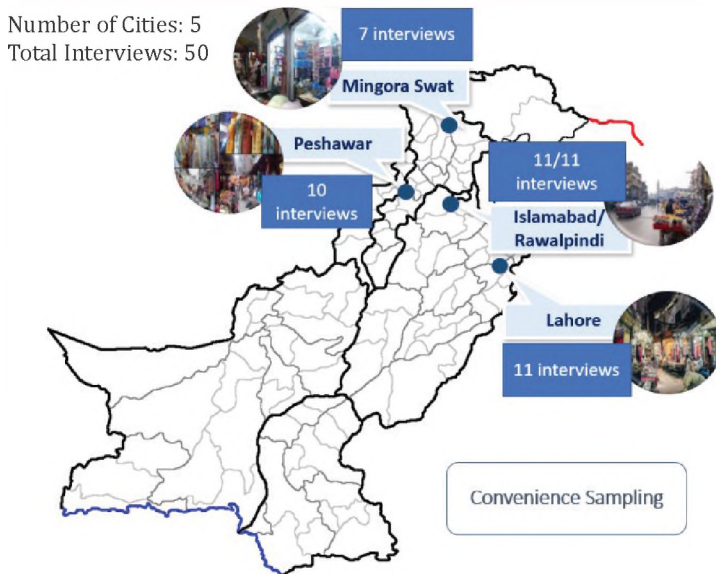 Number of Cities: 5
Total Interviews: 50
7 interviews
Mingora Swat
Peshawar
10
interviews
11/11
interviews
Islamabad/
Rawalpindi
Lahore
11 interviews
Convenience Sampling